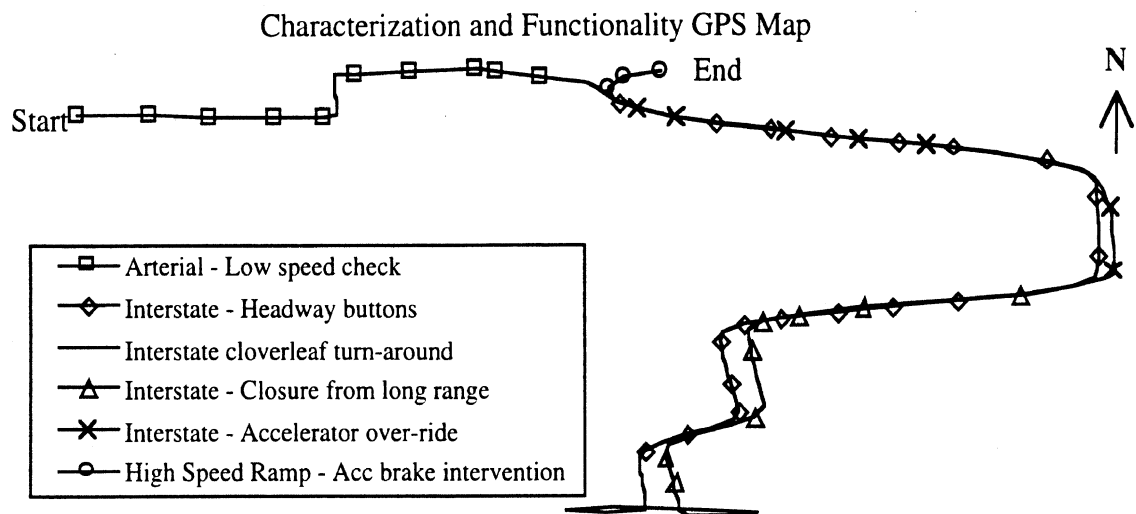 Characterization and Functionality GPS Map
End
N
Start
Arterial - Low speed check
Interstate - Headway buttons
Interstate cloverleaf turn-around
Interstate - Closure from long range
Interstate - Accelerator over-ride
High Speed Ramp - Acc brake intervention